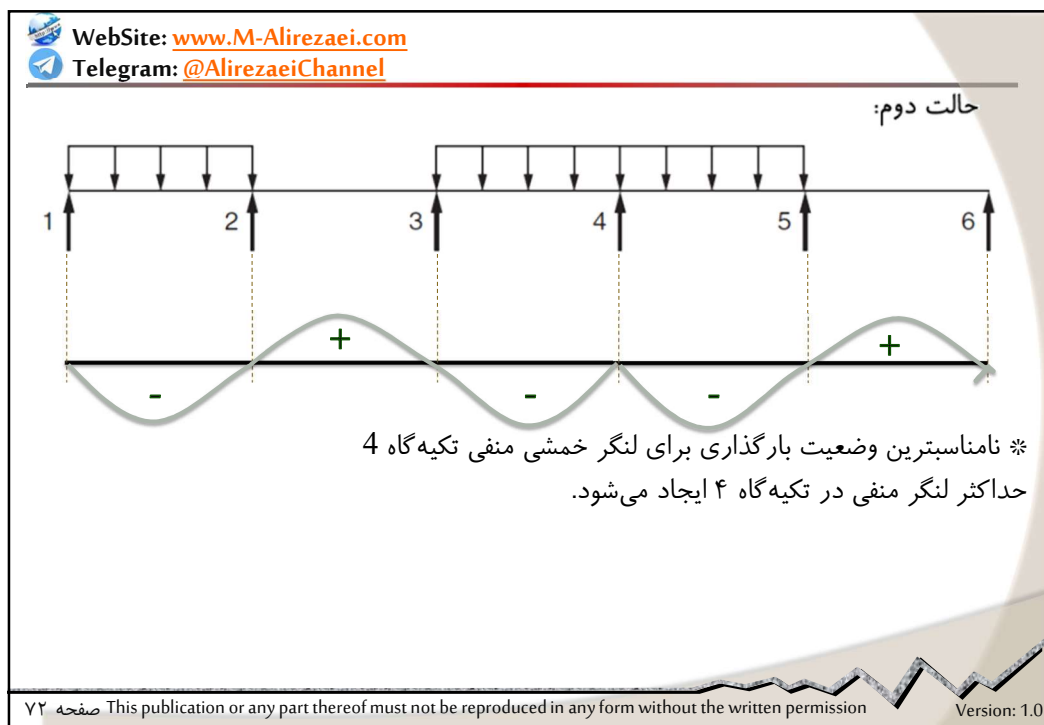 WebSite: www.M-Alirezaei.com
Telegram: @AlirezaeiChannel
حالت دوم:
1 2 3 4 5 6
+ +
- - -
* نامناسبترین وضعیت بارگذاری برای لنگر خمشی منفی تکیه‌گاه 4
حداکثر لنگر منفی در تکیه‌گاه ۴ ایجاد می‌شود.
صفحه ۷۲ This publication or any part thereof must not be reproduced in any form without the written permission Version: 1.0